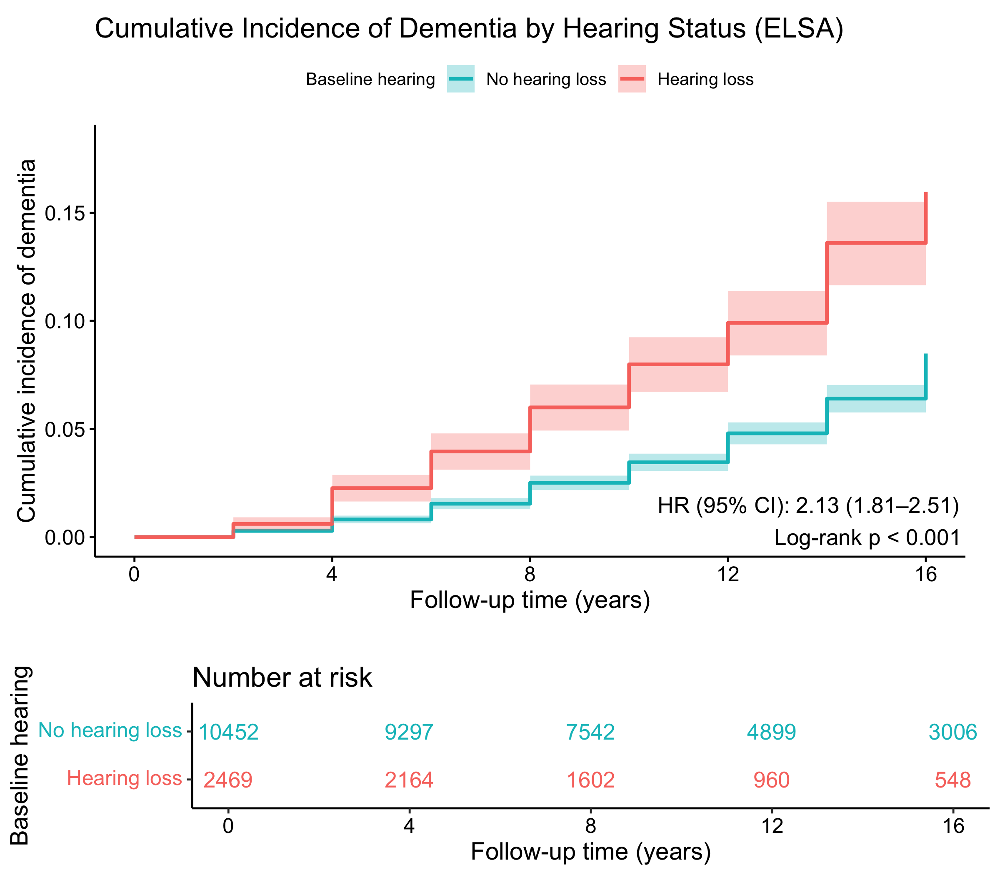 Cumulative Incidence of Dementia by Hearing Status (ELSA)
Baseline hearing No hearing loss Hearing loss
Cumulative incidence of dementia
0.15
0.10
0.05
0.00
HR (95% CI): 2.13 (1.81–2.51)
Log-rank p < 0.001
0 4 8 12 16
Follow-up time (years)
Number at risk
Baseline hearing
No hearing loss 10452 9297 7542 4899 3006
Hearing loss 2469 2164 1602 960 548
0 4 8 12 16
Follow-up time (years)